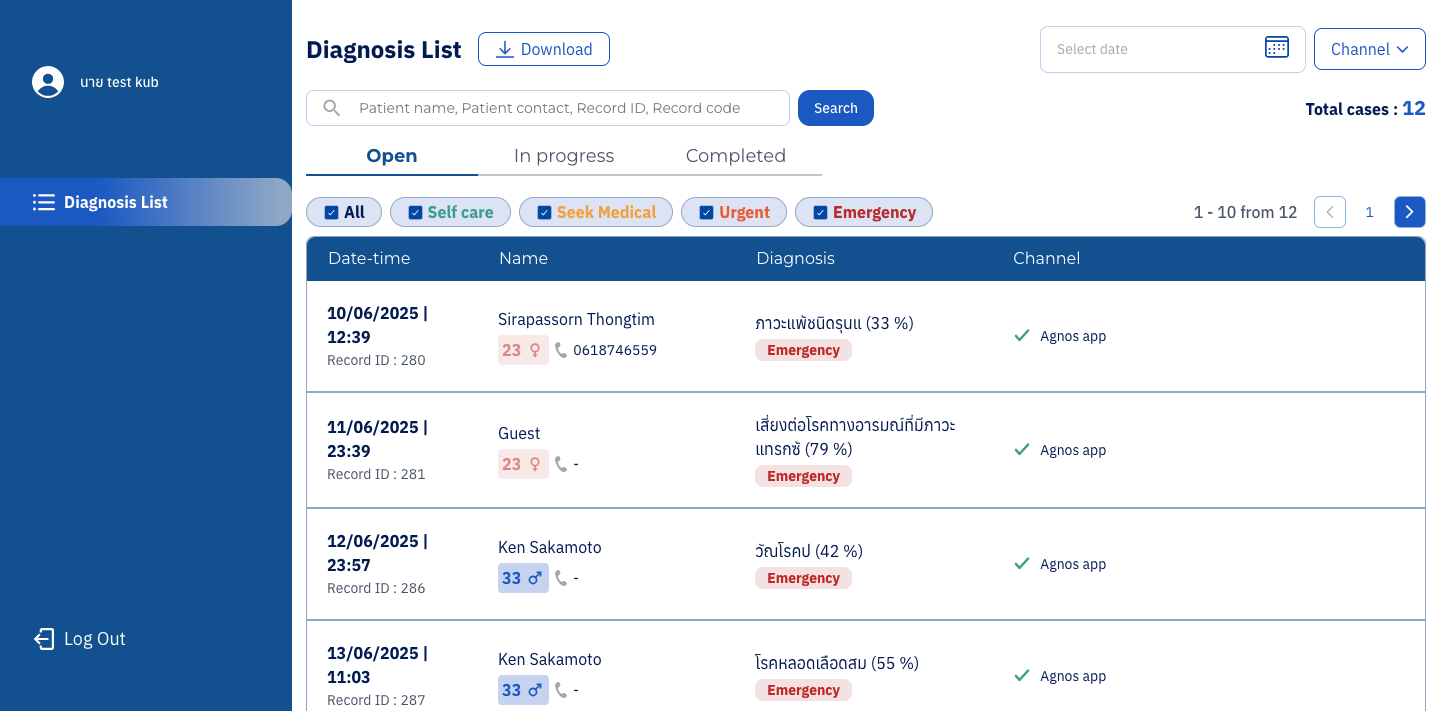 นาย test kub
Diagnosis List
Log Out
Diagnosis List
Download
Select date
Channel
Patient name, Patient contact, Record ID, Record code
Search
Total cases : 12
Open
In progress
Completed
All
Self care
Seek Medical
Urgent
Emergency
1 - 10 from 12
1
Date-time
Name
Diagnosis
Channel
10/06/2025 |
12:39
Record ID : 280
Sirapassorn Thongtim
23
0618746559
ภาวะแพ้ชนิดรุนแ (33 %)
Emergency
Agnos app
11/06/2025 |
23:39
Record ID : 281
Guest
23
-
เสี่ยงต่อโรคทางอารมณ์ที่มีภาวะ
แทรกซ้ (79 %)
Emergency
Agnos app
12/06/2025 |
23:57
Record ID : 286
Ken Sakamoto
33
-
วัณโรคป (42 %)
Emergency
Agnos app
13/06/2025 |
11:03
Record ID : 287
Ken Sakamoto
33
-
โรคหลอดเลือดสม (55 %)
Emergency
Agnos app